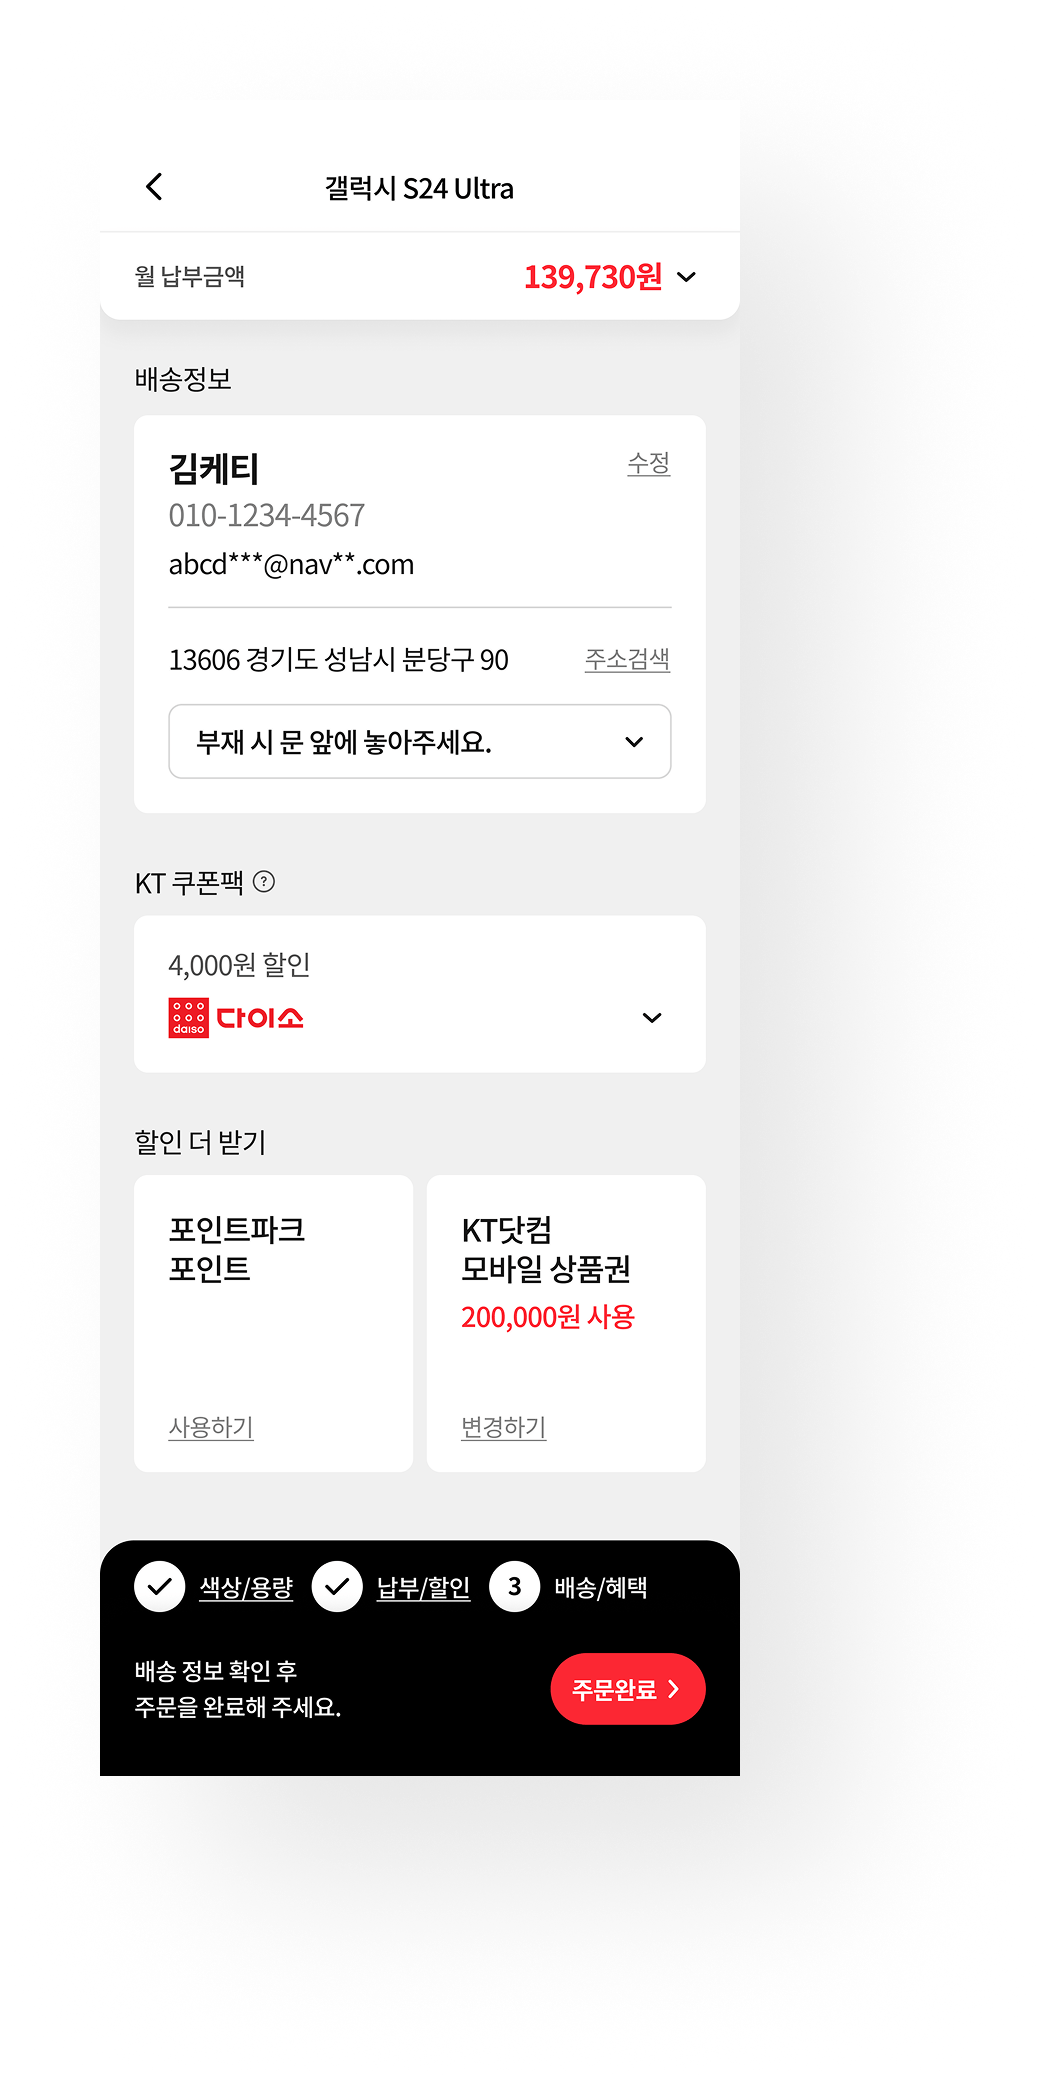 갤럭시 S24 Ultra
월 납부금액 139,730원
배송정보
김케티 수정
010-1234-4567
abcd***@nav**.com
13606 경기도 성남시 분당구 90 주소검색
부재 시 문 앞에 놓아주세요.
KT 쿠폰팩 ?
4,000원 할인
daiso 다이소
할인 더 받기
포인트파크
포인트
사용하기
KT닷컴
모바일 상품권
200,000원 사용
변경하기
색상/용량 납부/할인 3 배송/혜택
배송 정보 확인 후
주문을 완료해 주세요.
주문완료